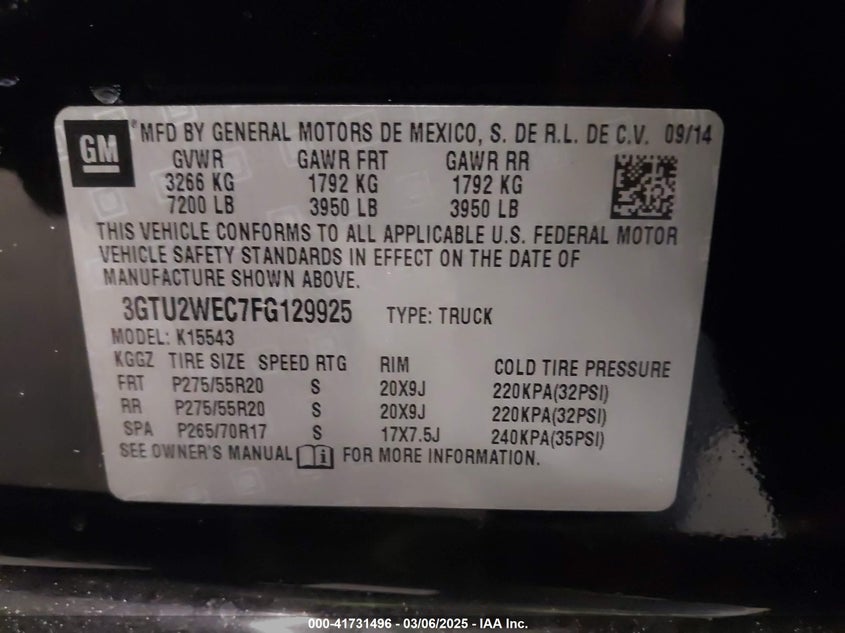 GM
® MFD BY GENERAL MOTORS DE MEXICO, S. DE R.L. DE C.V. 09/14
GVWR GAWR FRT GAWR RR
3266 KG 1792 KG 1792 KG
7200 LB 3950 LB 3950 LB
THIS VEHICLE CONFORMS TO ALL APPLICABLE U.S. FEDERAL MOTOR
VEHICLE SAFETY STANDARDS IN EFFECT ON THE DATE OF
MANUFACTURE SHOWN ABOVE.
3GTU2WEC7FG129925 TYPE: TRUCK
MODEL: K15543
KGGZ TIRE SIZE SPEED RTG RIM COLD TIRE PRESSURE
FRT P275/55R20 S 20X9J 220KPA(32PSI)
RR P275/55R20 S 20X9J 220KPA(32PSI)
SPA P265/70R17 S 17X7.5J 240KPA(35PSI)
SEE OWNER'S MANUAL i FOR MORE INFORMATION.
000-41731496 - 03/06/2025 - IAA Inc.